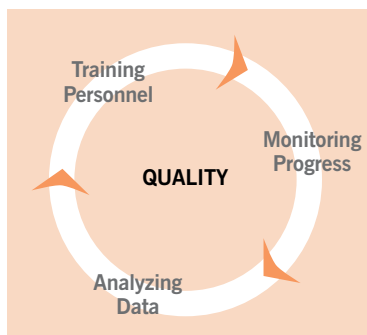 Training
Personnel
Monitoring
Progress
QUALITY
Analyzing
Data